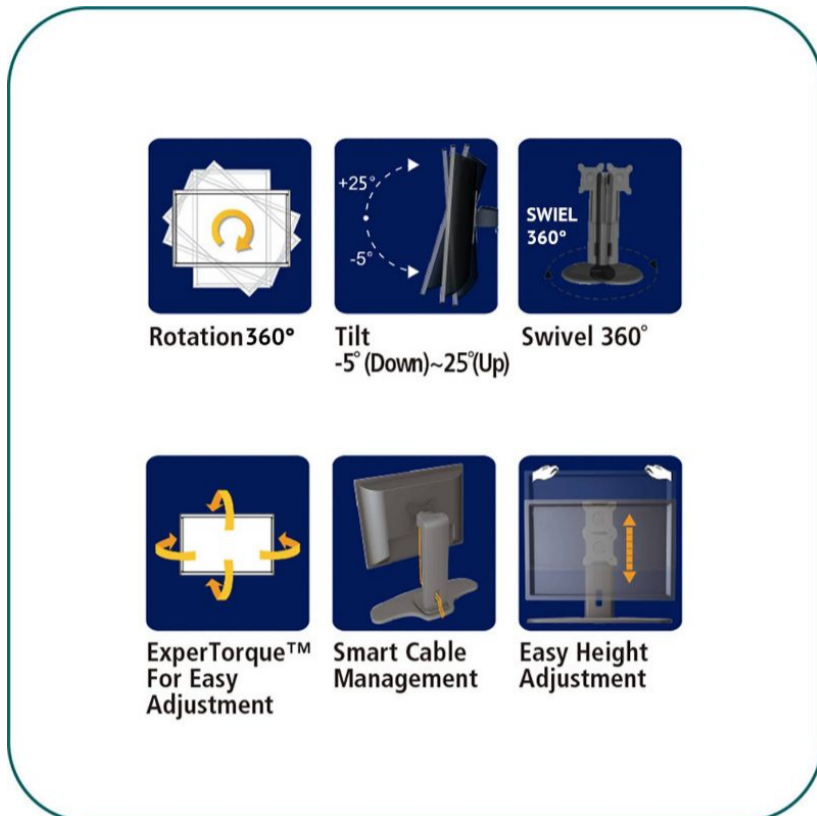 +25°
-5°
SWIEL
360°
Rotation360°
Tilt
-5°(Down)~25°(Up)
Swivel 360°
ExperTorque™
For Easy
Adjustment
Smart Cable
Management
Easy Height
Adjustment